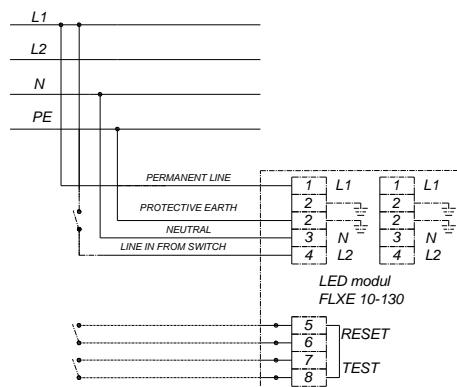 L1
L2
N
PE
PERMANENT LINE 1 L1 1 L1
2 2
PROTECTIVE EARTH 2 2
NEUTRAL 3 N 3 N
LINE IN FROM SWITCH 4 L2 4 L2
LED modul
FLXE 10-130
5
RESET
6
7
TEST
8